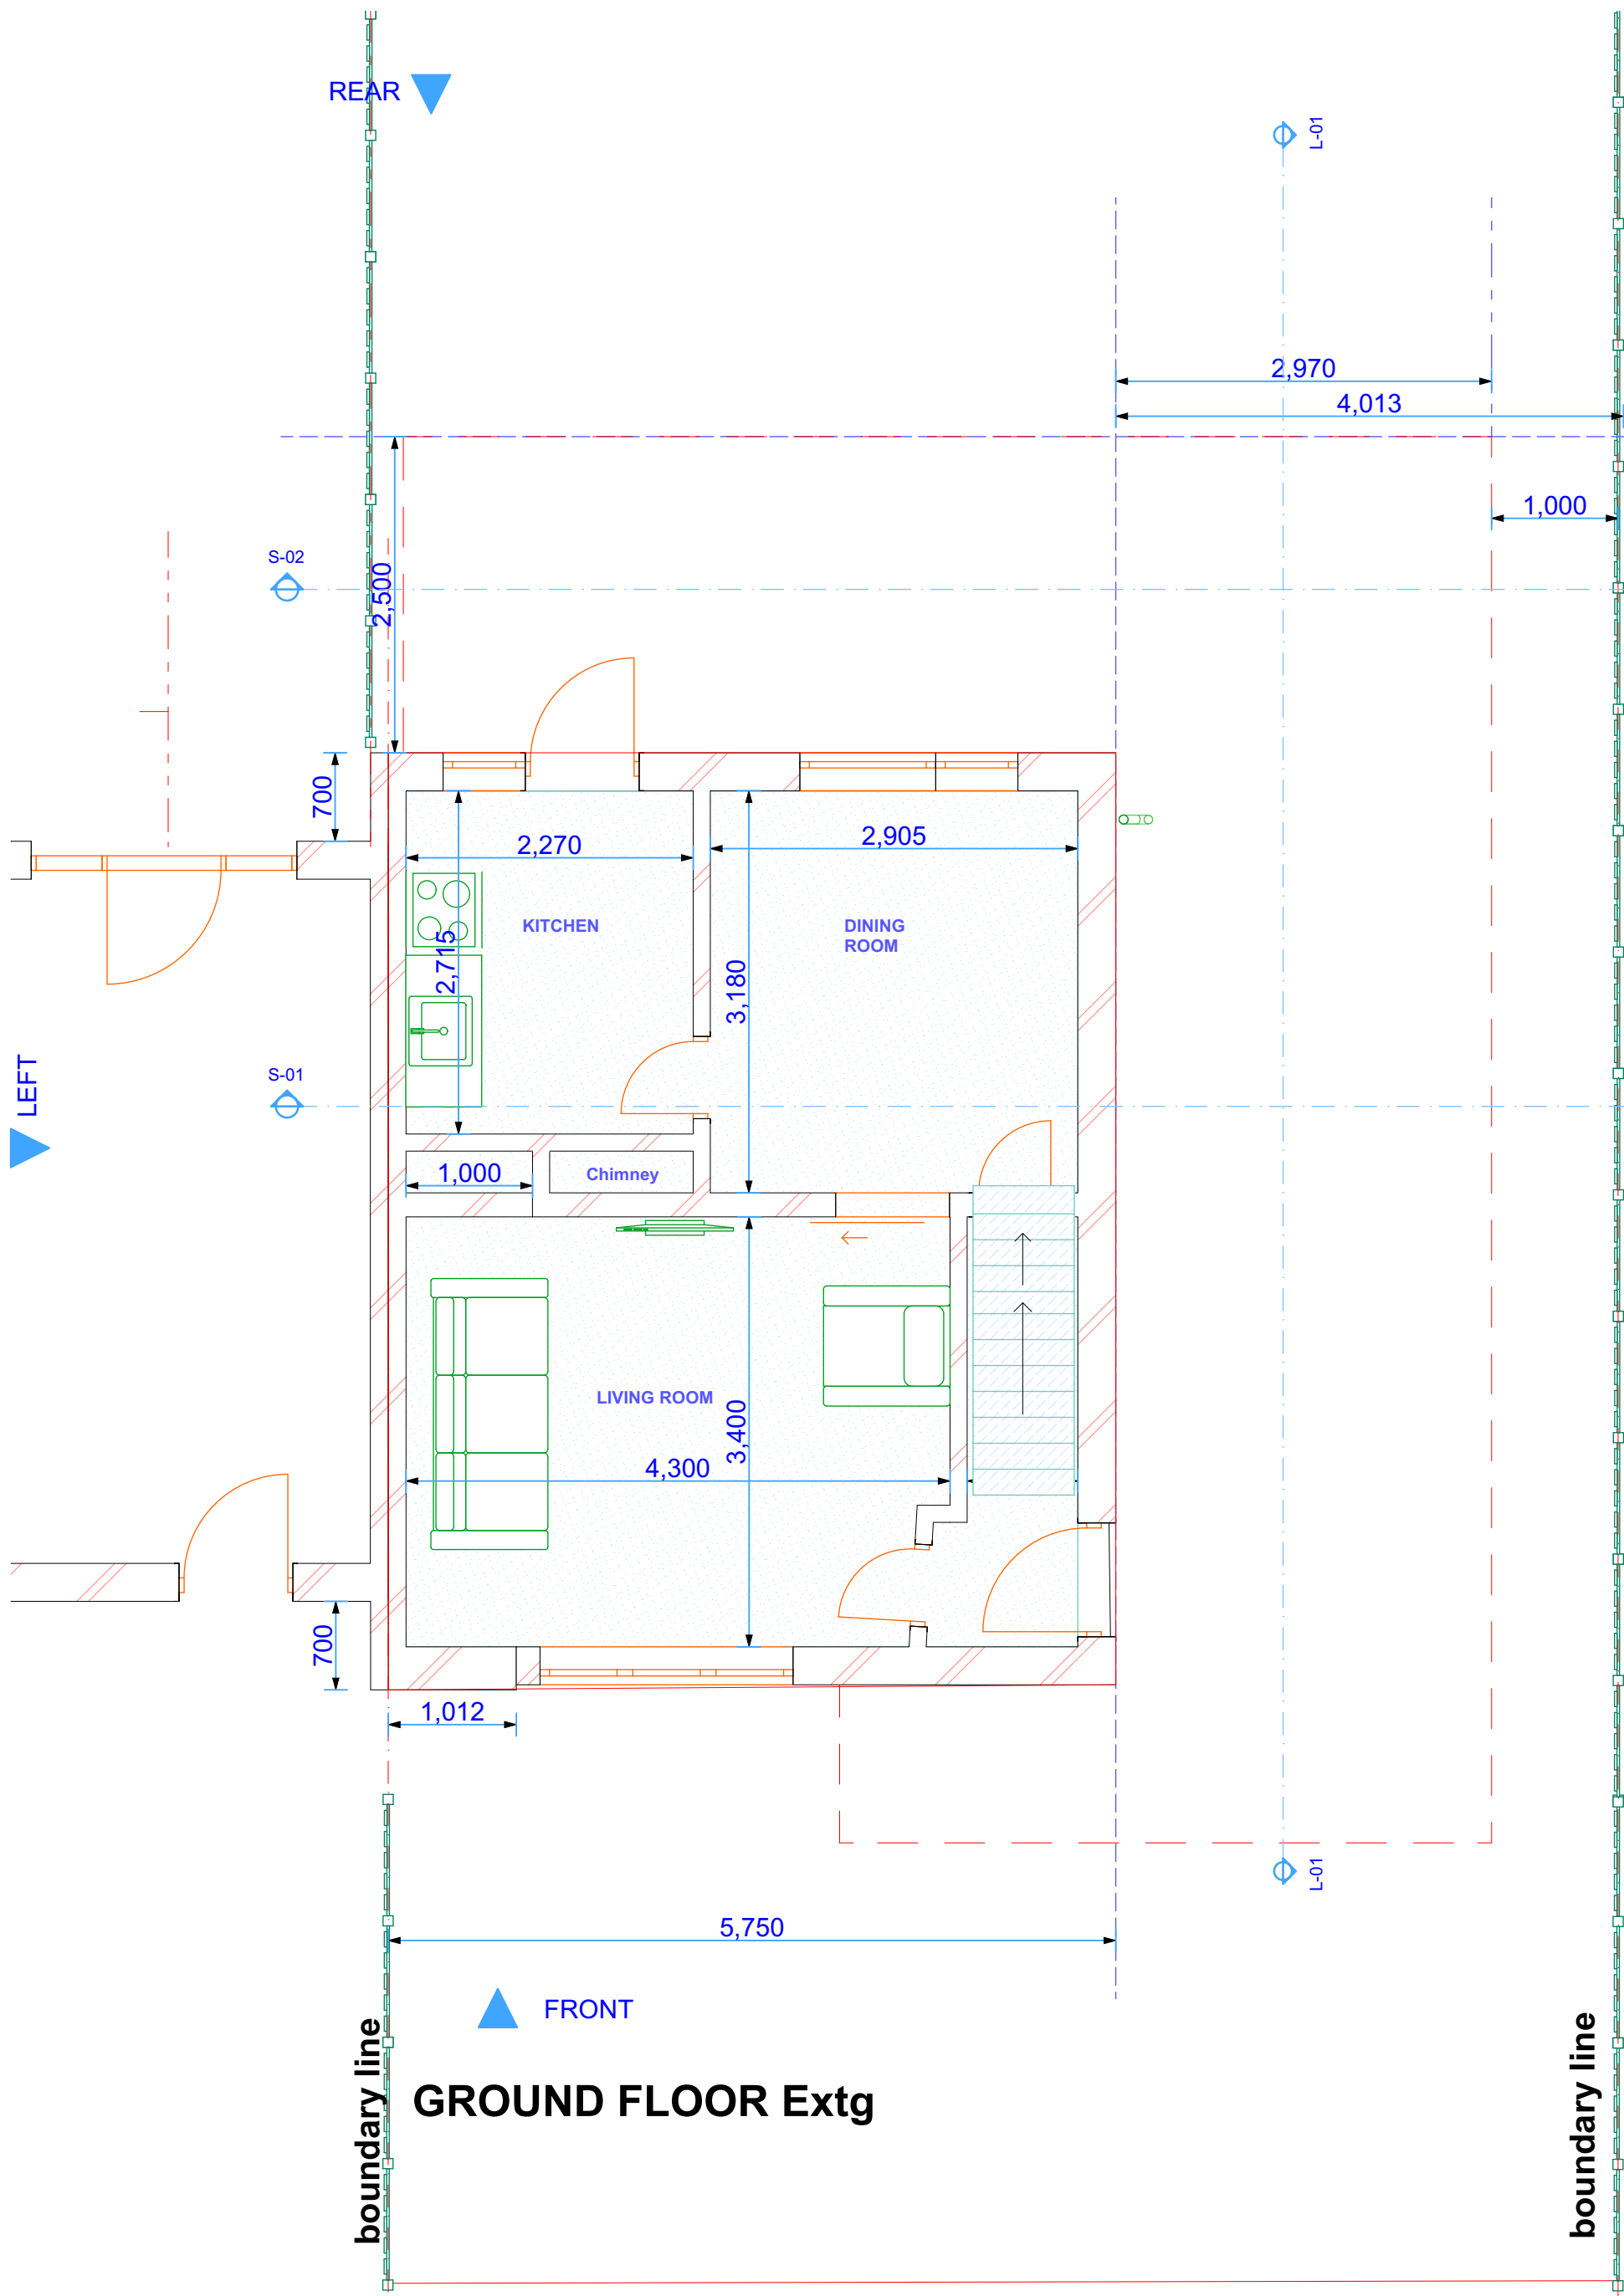 REAR
L-01
2,970
4,013
1,000
S-02
2,500
700
2,270
2,905
KITCHEN
DINING
ROOM
2,715
3,180
LEFT
S-01
1,000
Chimney
LIVING ROOM
3,400
4,300
700
1,012
L-01
5,750
FRONT
boundary line
GROUND FLOOR Extg
boundary line